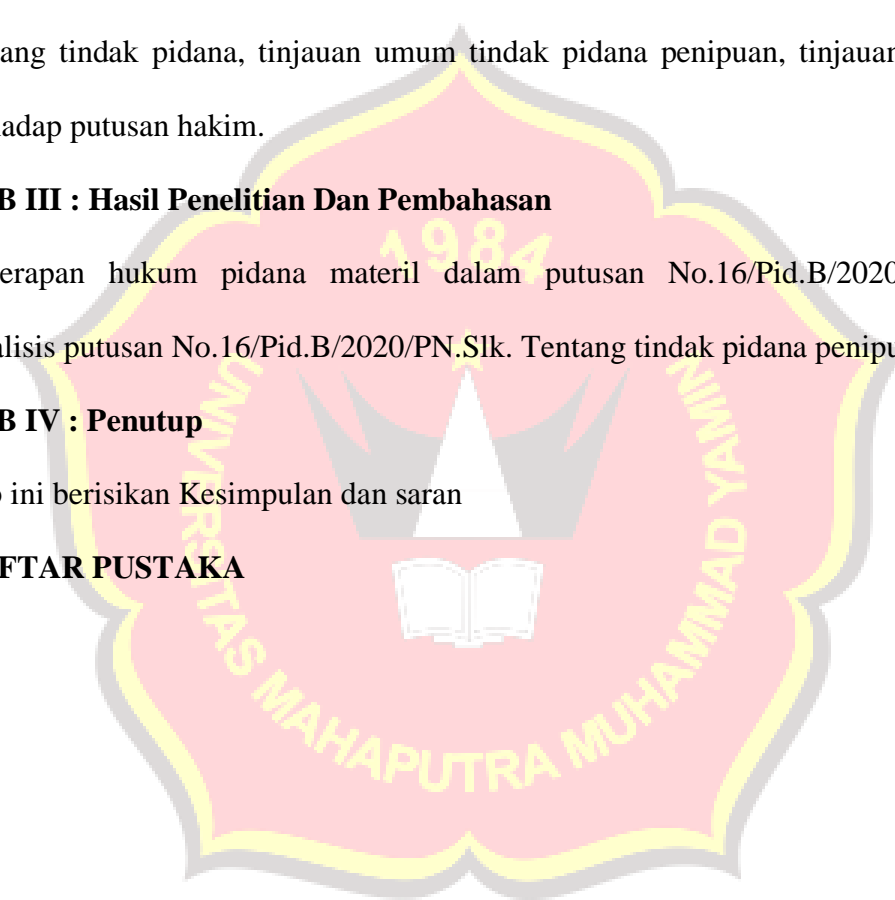 ang tindak pidana, tinjauan umum tindak pidana penipuan, tinjauan
adap putusan hakim.
B III : Hasil Penelitian Dan Pembahasan
erapan hukum pidana materil dalam putusan No.16/Pid.B/2020
alisis putusan No.16/Pid.B/2020/PN.Slk. Tentang tindak pidana penipu
B IV : Penutup
ini berisikan Kesimpulan dan saran
FTAR PUSTAKA
1984
UNIVERSITAS MAHAPUTRA MUHAMMAD YAMIN